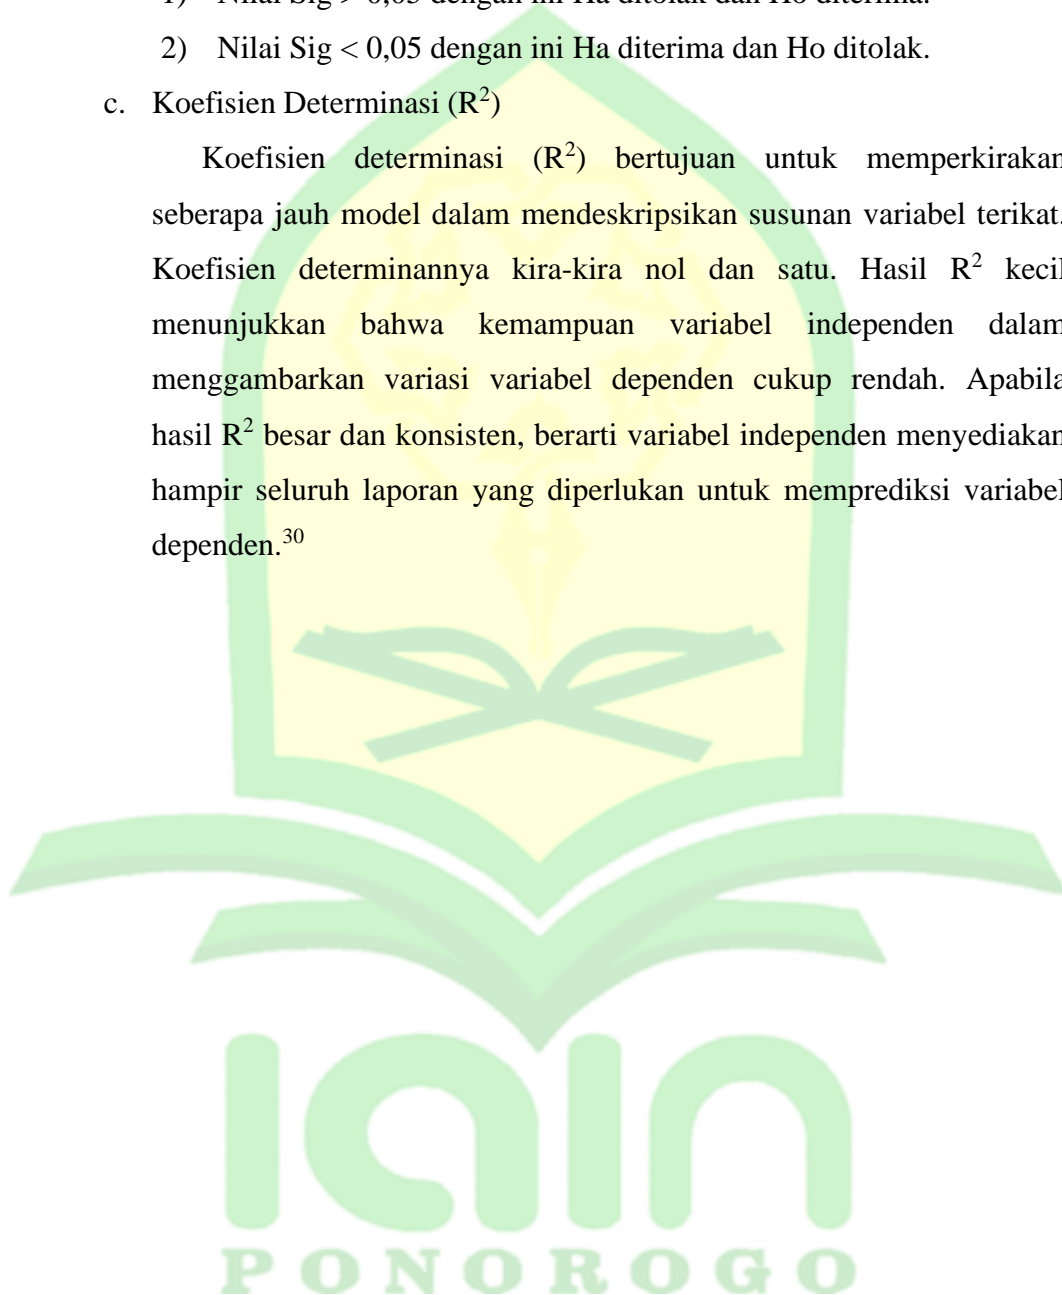 1) Nilai Sig > 0,05 dengan ini Ha ditolak dan Ho diterima.
2) Nilai Sig < 0,05 dengan ini Ha diterima dan Ho ditolak.
c. Koefisien Determinasi (R²)
Koefisien determinasi (R²) bertujuan untuk memperkirakan
seberapa jauh model dalam mendeskripsikan susunan variabel terikat.
Koefisien determinannya kira-kira nol dan satu. Hasil R² kecil
menunjukkan bahwa kemampuan variabel independen dalam
menggambarkan variasi variabel dependen cukup rendah. Apabila
hasil R² besar dan konsisten, berarti variabel independen menyediakan
hampir seluruh laporan yang diperlukan untuk memprediksi variabel
dependen.³⁰
IAIN
PONOROGO